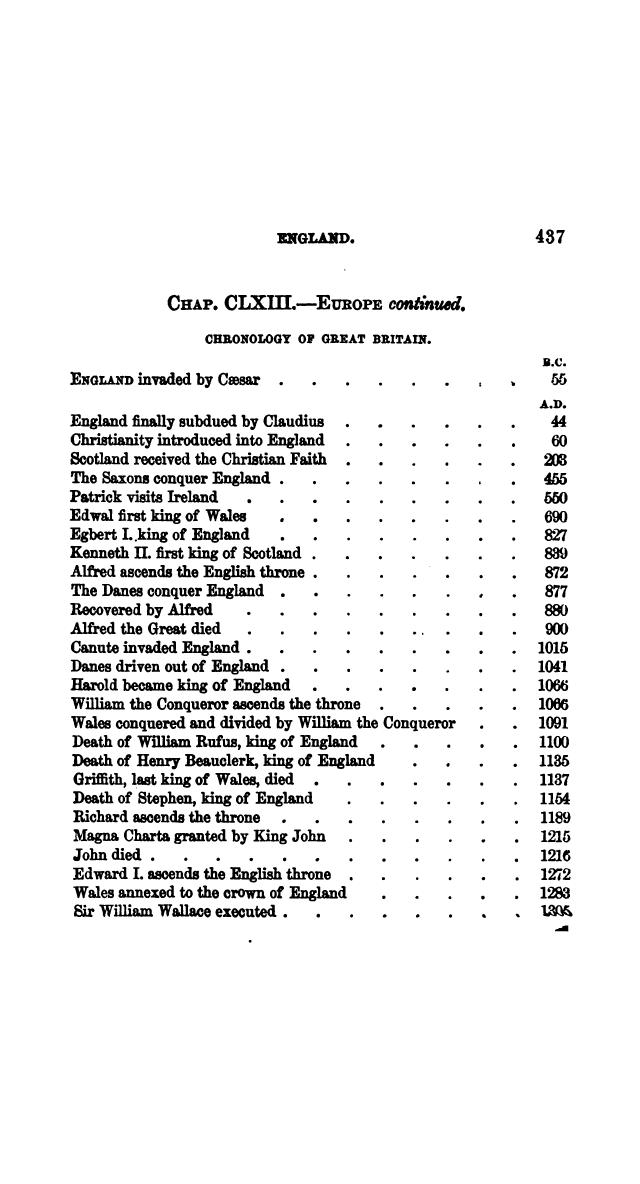 ENGLAND. 437
CHAP. CLXIII.—EUROPE continued.
CHRONOLOGY OF GREAT BRITAIN.
B.C.
ENGLAND invaded by Cæsar . . . . . . . . 55
A.D.
England finally subdued by Claudius . . . . . . 44
Christianity introduced into England . . . . . . 60
Scotland received the Christian Faith . . . . . . 203
The Saxons conquer England . . . . . . . . 455
Patrick visits Ireland . . . . . . . . . 550
Edwal first king of Wales . . . . . . . . 690
Egbert I. king of England . . . . . . . . 827
Kenneth II. first king of Scotland . . . . . . . 839
Alfred ascends the English throne . . . . . . . 872
The Danes conquer England . . . . . . . . 877
Recovered by Alfred . . . . . . . . . 880
Alfred the Great died . . . . . . . . . 900
Canute invaded England . . . . . . . . . 1015
Danes driven out of England . . . . . . . . 1041
Harold became king of England . . . . . . . 1066
William the Conqueror ascends the throne . . . . . 1066
Wales conquered and divided by William the Conqueror . . 1091
Death of William Rufus, king of England . . . . . 1100
Death of Henry Beauclerk, king of England . . . . 1135
Griffith, last king of Wales, died . . . . . . . 1137
Death of Stephen, king of England . . . . . . 1154
Richard ascends the throne . . . . . . . . 1189
Magna Charta granted by King John . . . . . . 1215
John died . . . . . . . . . . . . 1216
Edward I. ascends the English throne . . . . . . 1272
Wales annexed to the crown of England . . . . . 1283
Sir William Wallace executed . . . . . . . . 1305